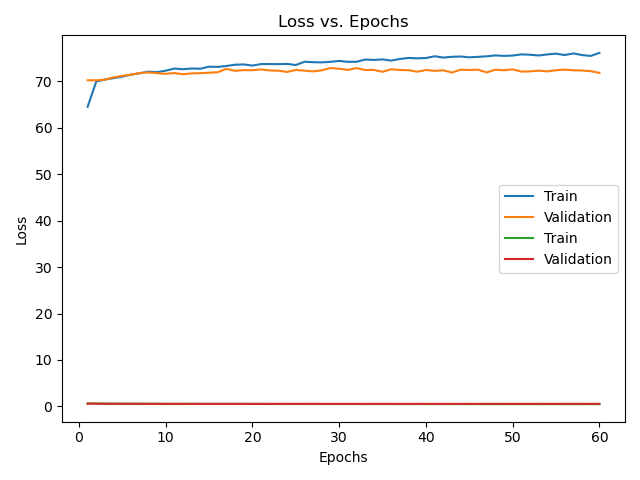 Loss vs. Epochs
Loss
70
60
50
40
30
20
10
0
Train
Validation
Train
Validation
0 10 20 30 40 50 60
Epochs